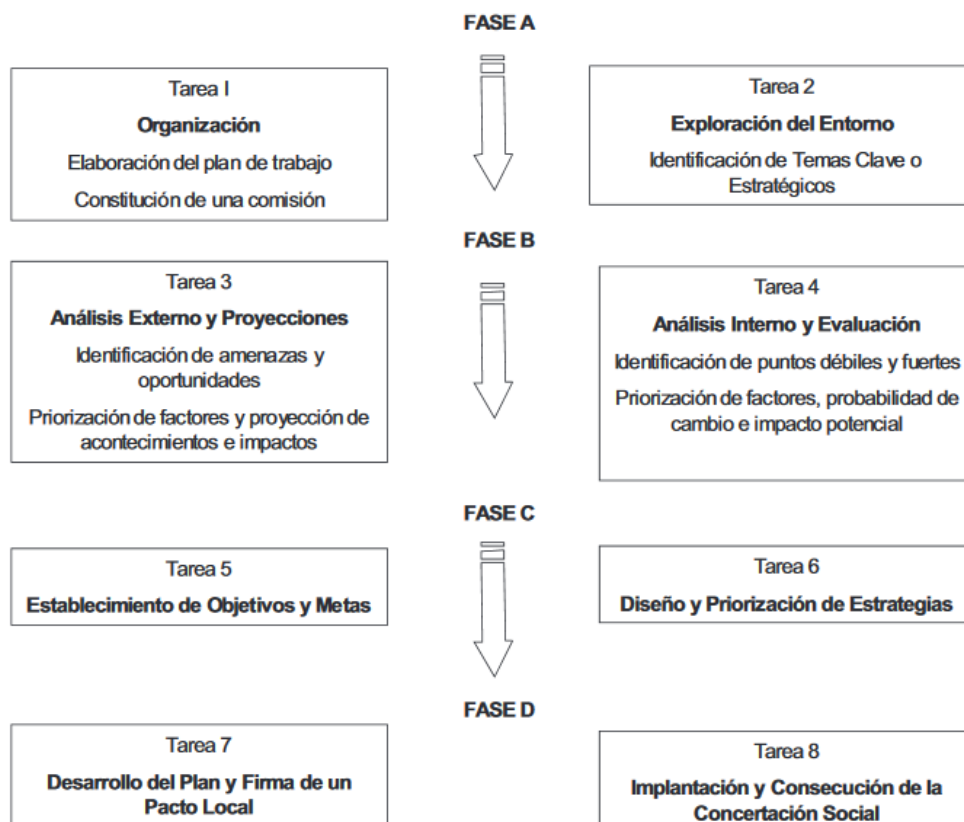 FASE A
Tarea I
Organización
Elaboración del plan de trabajo
Constitución de una comisión
Tarea 2
Exploración del Entorno
Identificación de Temas Clave o
Estratégicos
FASE B
Tarea 3
Análisis Externo y Proyecciones
Identificación de amenazas y
oportunidades
Priorización de factores y proyección de
acontecimientos e impactos
Tarea 4
Análisis Interno y Evaluación
Identificación de puntos débiles y fuertes
Priorización de factores, probabilidad de
cambio e impacto potencial
FASE C
Tarea 5
Establecimiento de Objetivos y Metas
Tarea 6
Diseño y Priorización de Estrategias
FASE D
Tarea 7
Desarrollo del Plan y Firma de un
Pacto Local
Tarea 8
Implantación y Consecución de la
Concertación Social